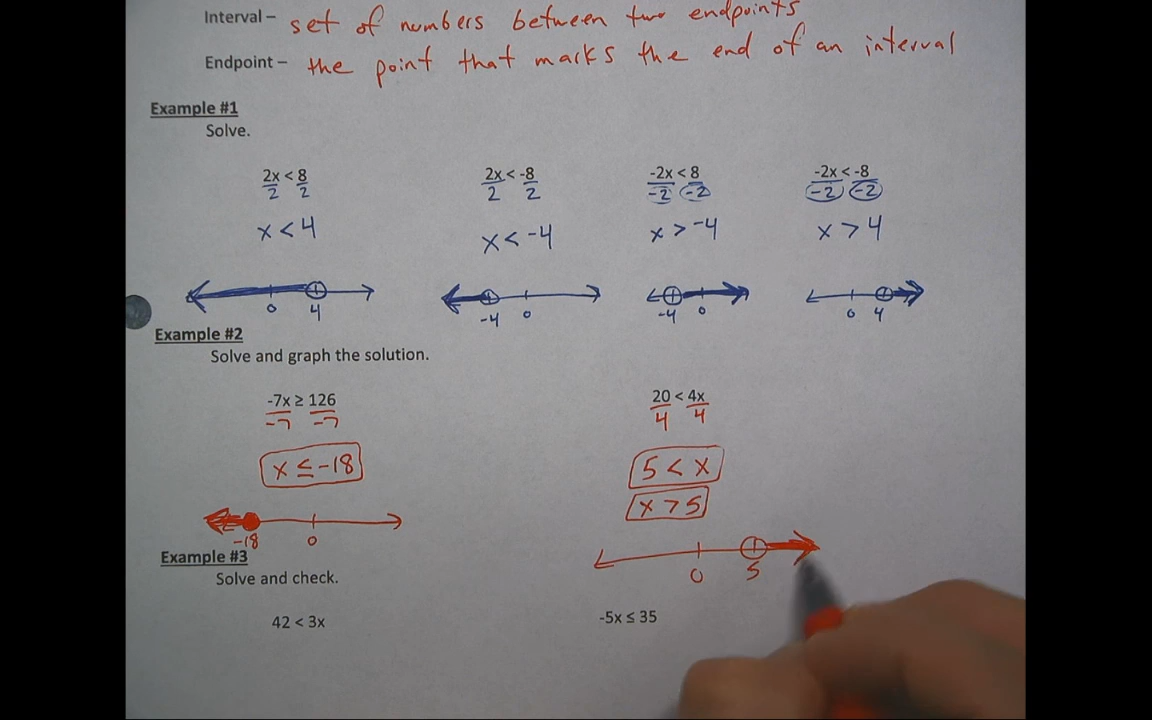 Interval – set of numbers between two endpoints
Endpoint – the point that marks the end of an interval
Example #1
Solve.
2x < 8 2x < -8 -2x < 8 -2x < -8
2 2 2 2 -2 -2 -2 -2
x < 4 x < -4 x > -4 x > 4
0 4 -4 0 -4 0 0 4
Example #2
Solve and graph the solution.
-7x ≥ 126 20 < 4x
-7 -7 4 4
x ≤ -18 5 < x
x > 5
-18 0 0 5
Example #3
Solve and check.
42 < 3x -5x ≤ 35